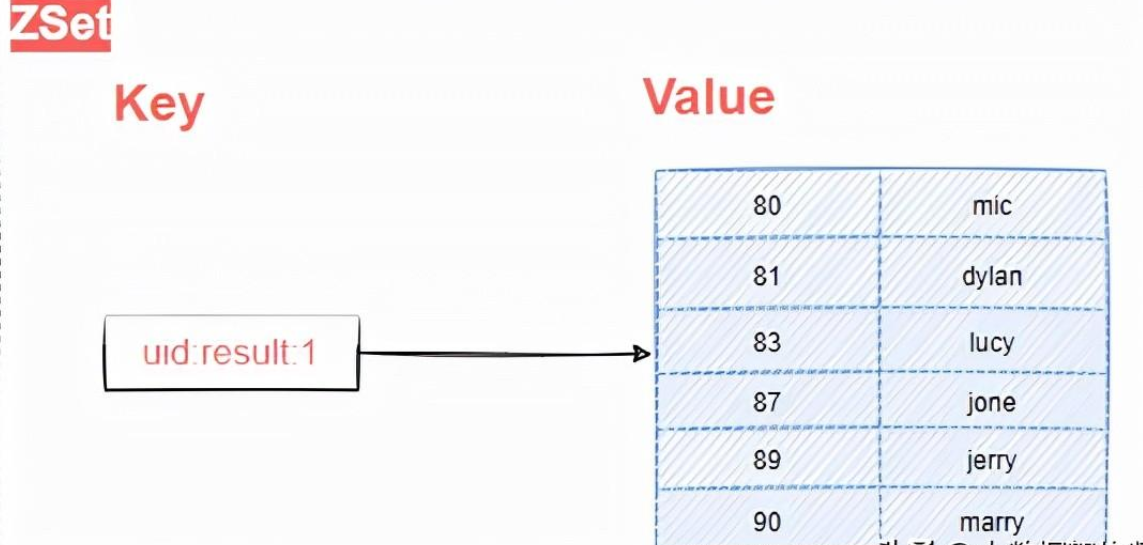 ZSet
Key
Value
80 mic
81 dylan
uid:result:1
83 lucy
87 jone
89 jerry
90 marry